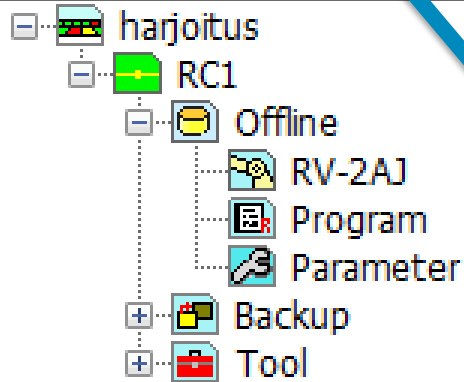 harjoitus
RC1
Offline
RV-2AJ
Program
Parameter
Backup
Tool